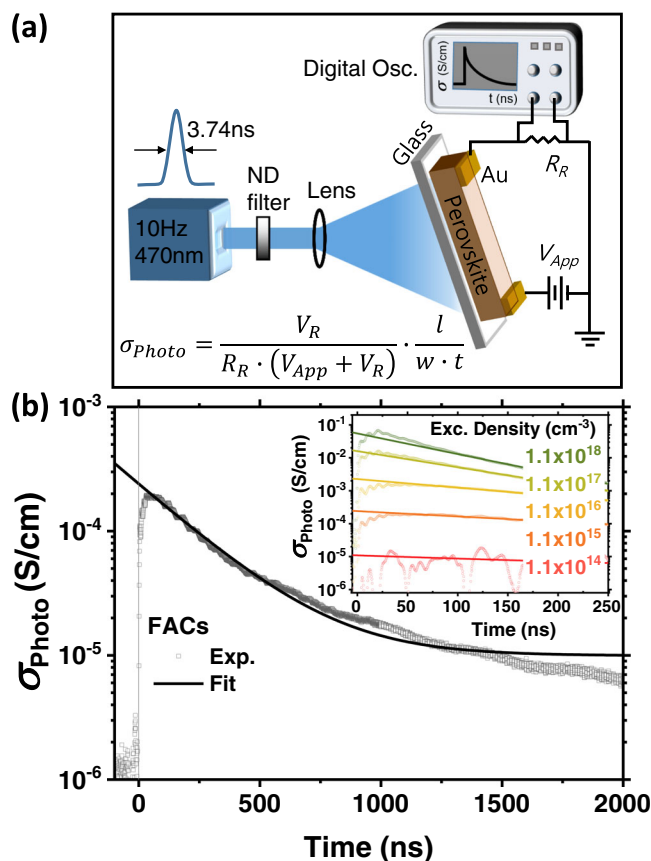 (a)
Digital Osc.
σ (S/cm)
t (ns)
3.74ns
ND
filter
Lens
Glass
Au
R_R
10Hz
470nm
Perovskite
V_App
σ_Photo = V_R / (R_R · (V_App + V_R)) · l / (w · t)
(b)
10^-3
10^-4
10^-5
10^-6
σ_Photo (S/cm)
FACs
Exp.
Fit
0 500 1000 1500 2000
Time (ns)
Exc. Density (cm^-3)
10^-1
10^-2
10^-3
10^-4
10^-5
10^-6
σ_Photo (S/cm)
1.1x10^18
1.1x10^17
1.1x10^16
1.1x10^15
1.1x10^14
0 50 100 150 200 250
Time (ns)